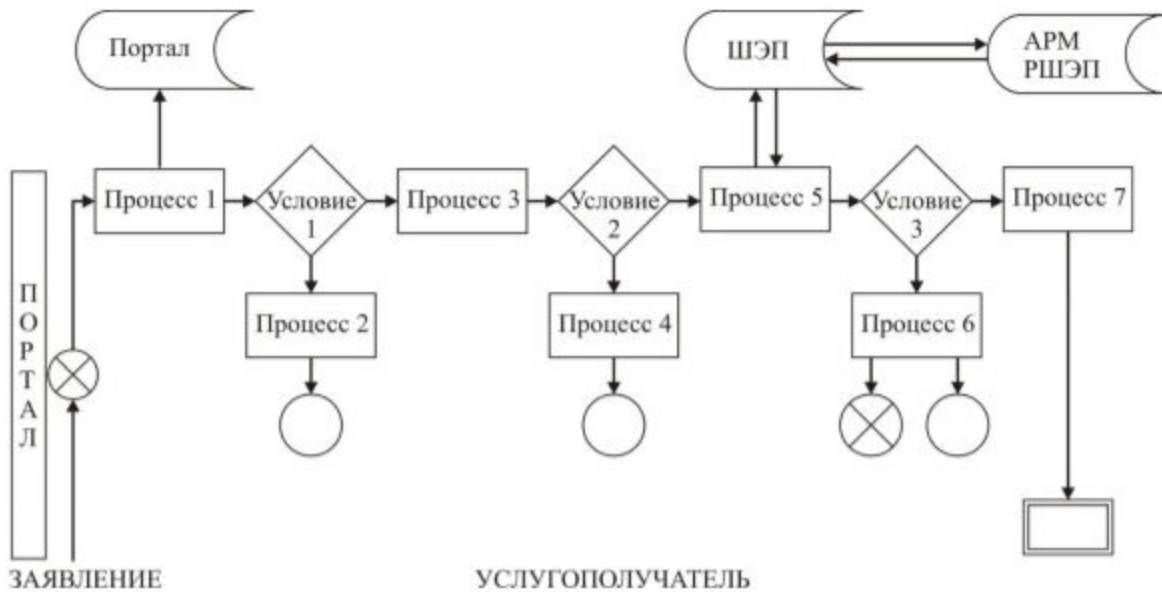 Портал
ШЭП
АРМ
РШЭП
Процесс 1
Условие
1
Процесс 3
Условие
2
Процесс 5
Условие
3
Процесс 7
Процесс 2
Процесс 4
Процесс 6
П
О
Р
Т
А
Л
ЗАЯВЛЕНИЕ
УСЛУГОПОЛУЧАТЕЛЬ